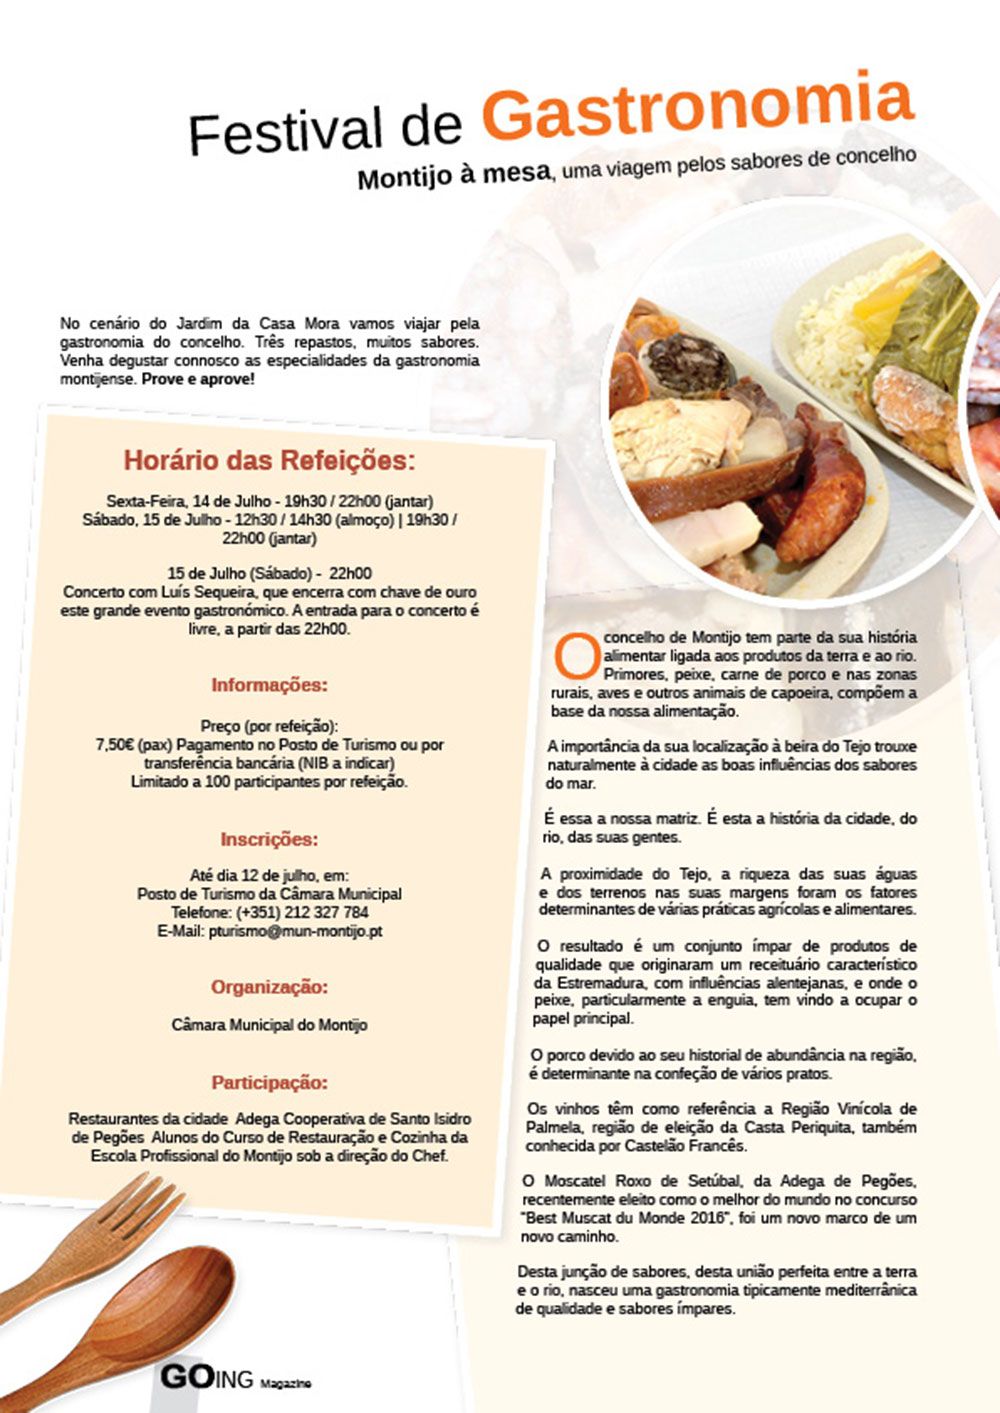 Festival de Gastronomia
Montijo à mesa, uma viagem pelos sabores de concelho
No cenário do Jardim da Casa Mora vamos viajar pela
gastronomia do concelho. Três repastos, muitos sabores.
Venha degustar connosco as especialidades da gastronomia
montijense. Prove e aprove!
Horário das Refeições:
Sexta-Feira, 14 de Julho - 19h30 / 22h00 (jantar)
Sábado, 15 de Julho - 12h30 / 14h30 (almoço) | 19h30 /
22h00 (jantar)
15 de Julho (Sábado) - 22h00
Concerto com Luís Sequeira, que encerra com chave de ouro
este grande evento gastronómico. A entrada para o concerto é
livre, a partir das 22h00.
Informações:
Preço (por refeição):
7,50€ (pax) Pagamento no Posto de Turismo ou por
transferência bancária (NIB a indicar)
Limitado a 100 participantes por refeição.
Inscrições:
Até dia 12 de julho, em:
Posto de Turismo da Câmara Municipal
Telefone: (+351) 212 327 784
E-Mail: pturismo@mun-montijo.pt
Organização:
Câmara Municipal do Montijo
Participação:
Restaurantes da cidade Adega Cooperativa de Santo Isidro
de Pegões Alunos do Curso de Restauração e Cozinha da
Escola Profissional do Montijo sob a direção do Chef.
O concelho de Montijo tem parte da sua história
alimentar ligada aos produtos da terra e ao rio.
Primores, peixe, carne de porco e nas zonas
rurais, aves e outros animais de capoeira, compõem a
base da nossa alimentação.
A importância da sua localização à beira do Tejo trouxe
naturalmente à cidade as boas influências dos sabores
do mar.
É essa a nossa matriz. É esta a história da cidade, do
rio, das suas gentes.
A proximidade do Tejo, a riqueza das suas águas
e dos terrenos nas suas margens foram os fatores
determinantes de várias práticas agrícolas e alimentares.
O resultado é um conjunto ímpar de produtos de
qualidade que originaram um receituário característico
da Estremadura, com influências alentejanas, e onde o
peixe, particularmente a enguia, tem vindo a ocupar o
papel principal.
O porco devido ao seu historial de abundância na região,
é determinante na confeção de vários pratos.
Os vinhos têm como referência a Região Vinícola de
Palmela, região de eleição da Casta Periquita, também
conhecida por Castelão Francês.
O Moscatel Roxo de Setúbal, da Adega de Pegões,
recentemente eleito como o melhor do mundo no concurso
"Best Muscat du Monde 2016", foi um novo marco de um
novo caminho.
Desta junção de sabores, desta união perfeita entre a terra
e o rio, nasceu uma gastronomia tipicamente mediterrânica
de qualidade e sabores ímpares.
GOING Magazine